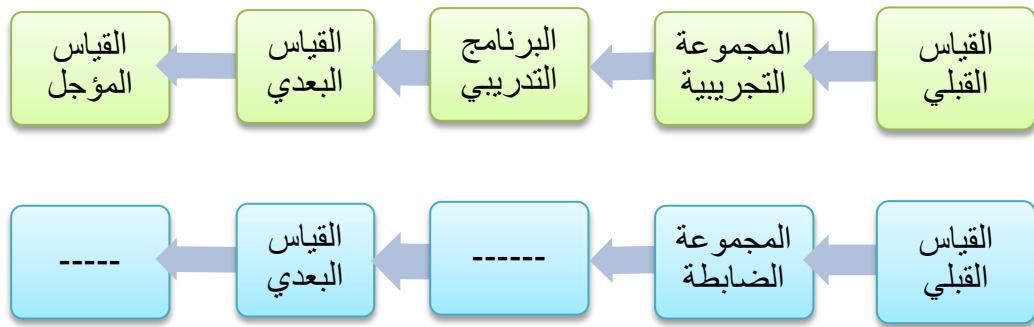 القياس
القبلي
المجموعة
التجريبية
البرنامج
التدريبي
القياس
البعدي
القياس
المؤجل
القياس
القبلي
المجموعة
الضابطة
------
القياس
البعدي
-----